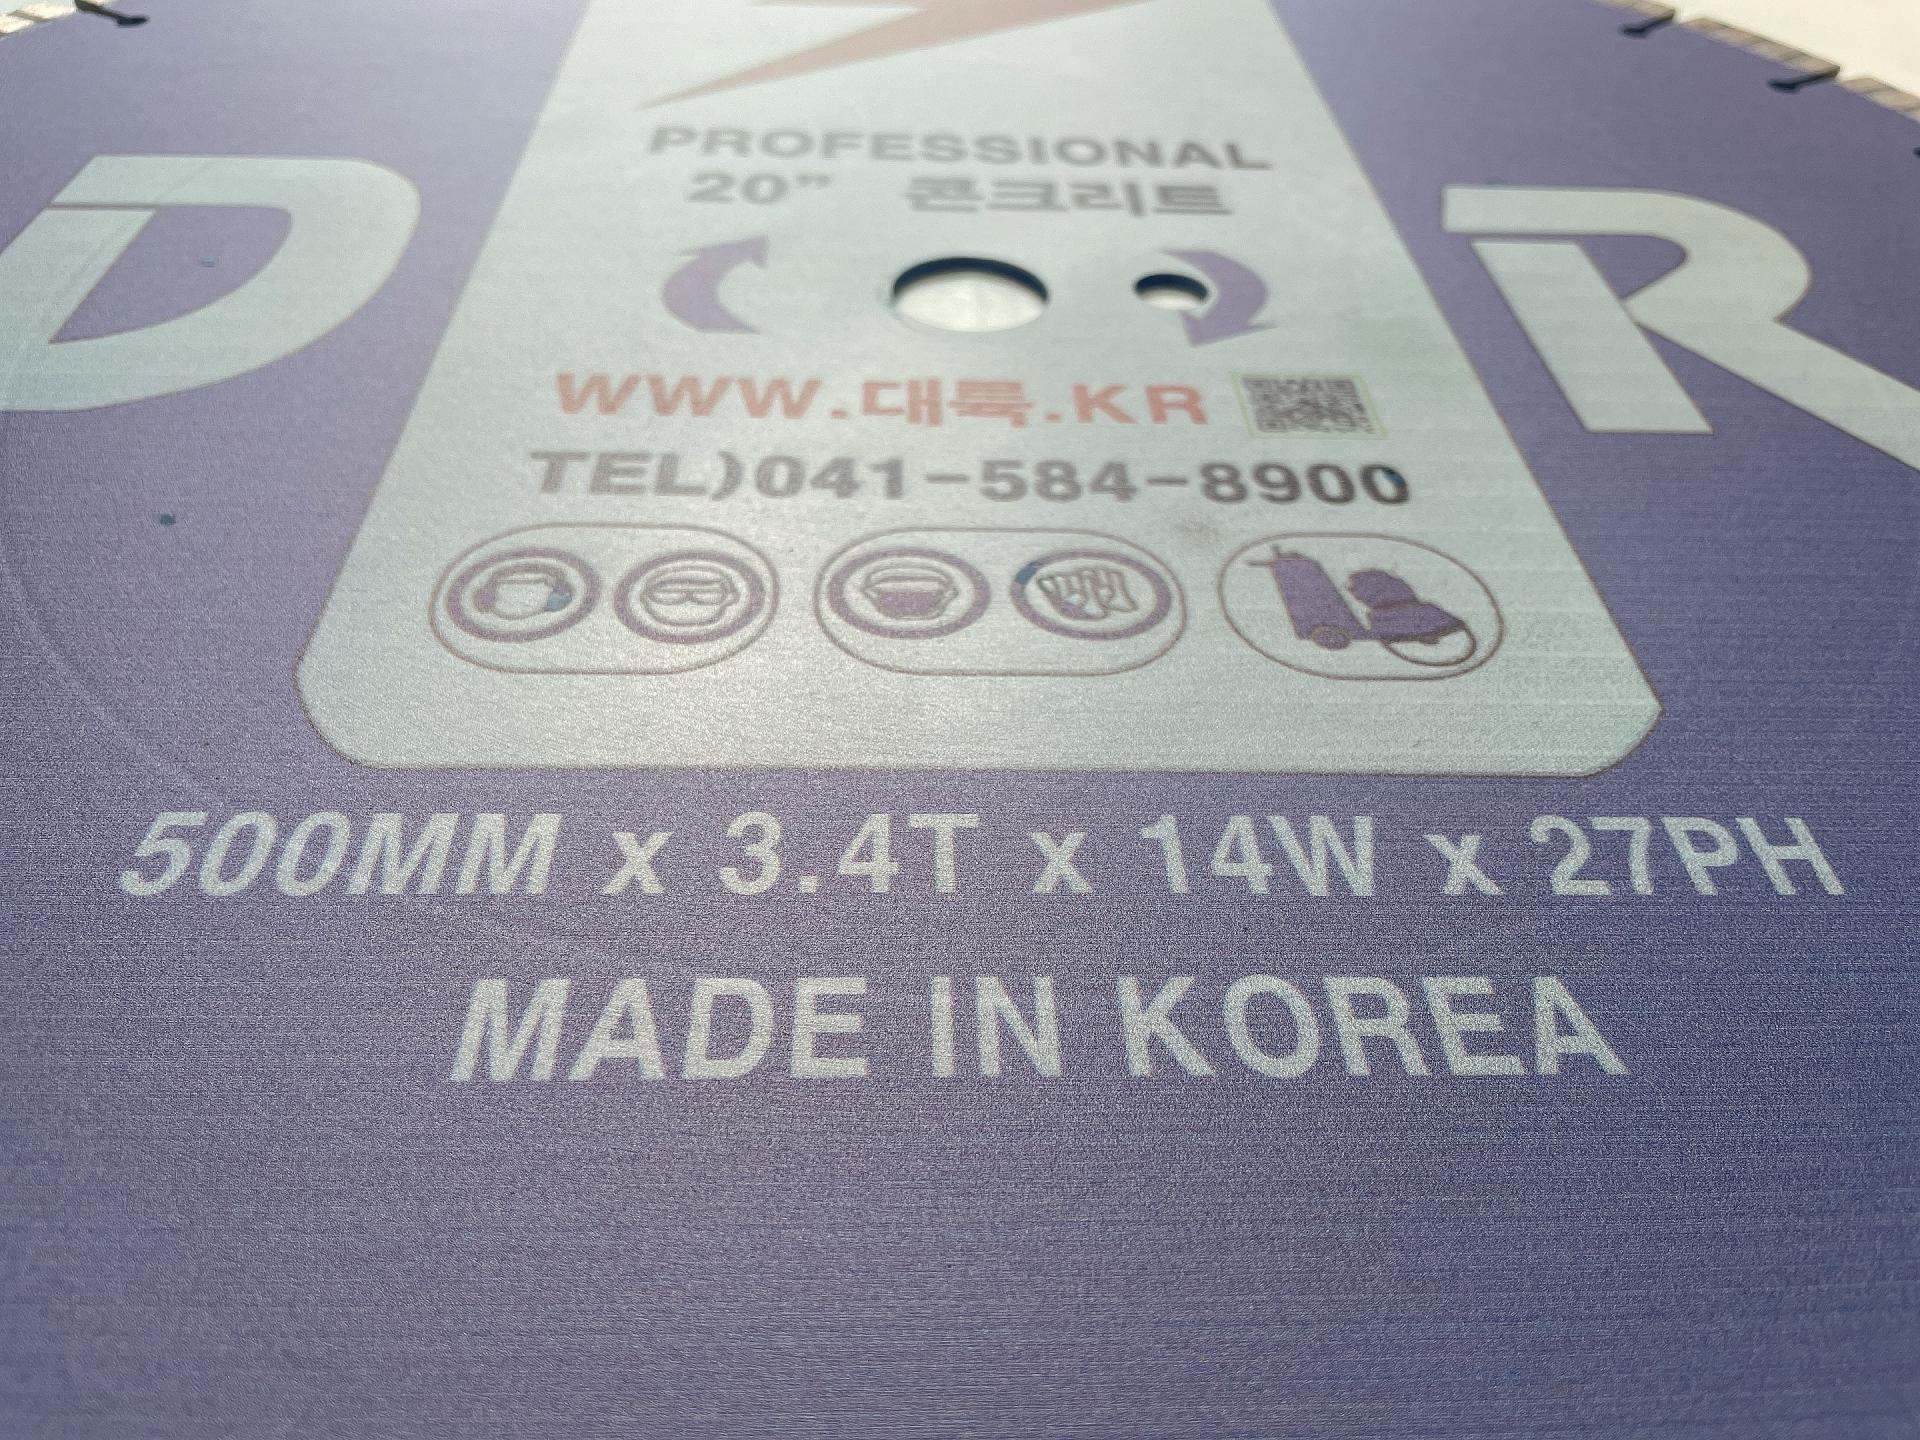 PROFESSIONAL
20” 콘크리트
D R
WWW.대륙.KR
TEL)041-584-8900
500MM x 3.4T x 14W x 27PH
MADE IN KOREA